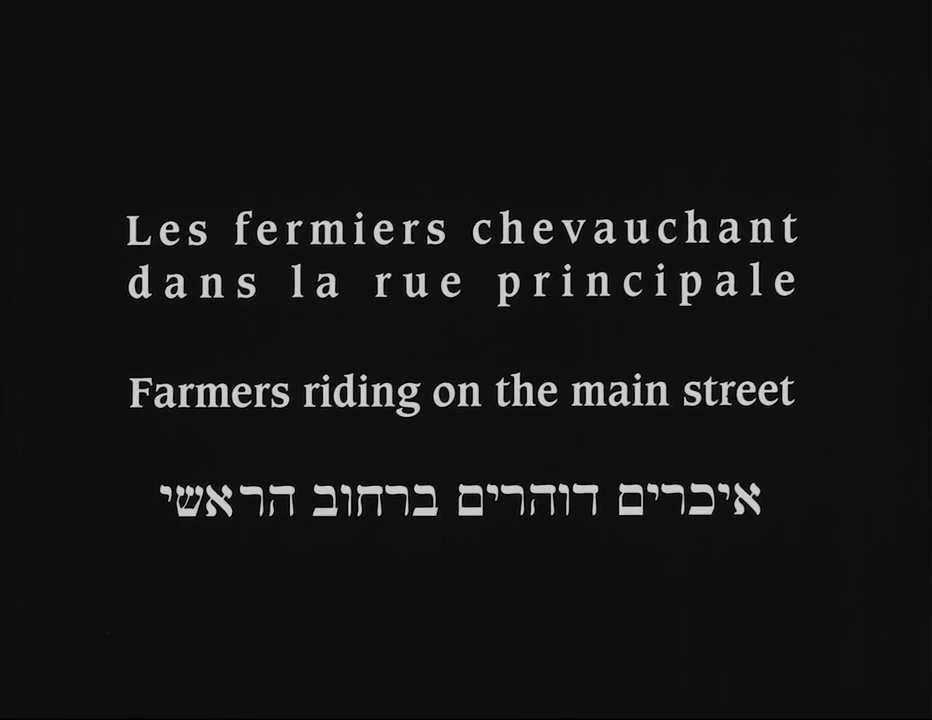 Les fermiers chevauchant
dans la rue principale
Farmers riding on the main street
איכרים דוהרים ברחוב הראשי